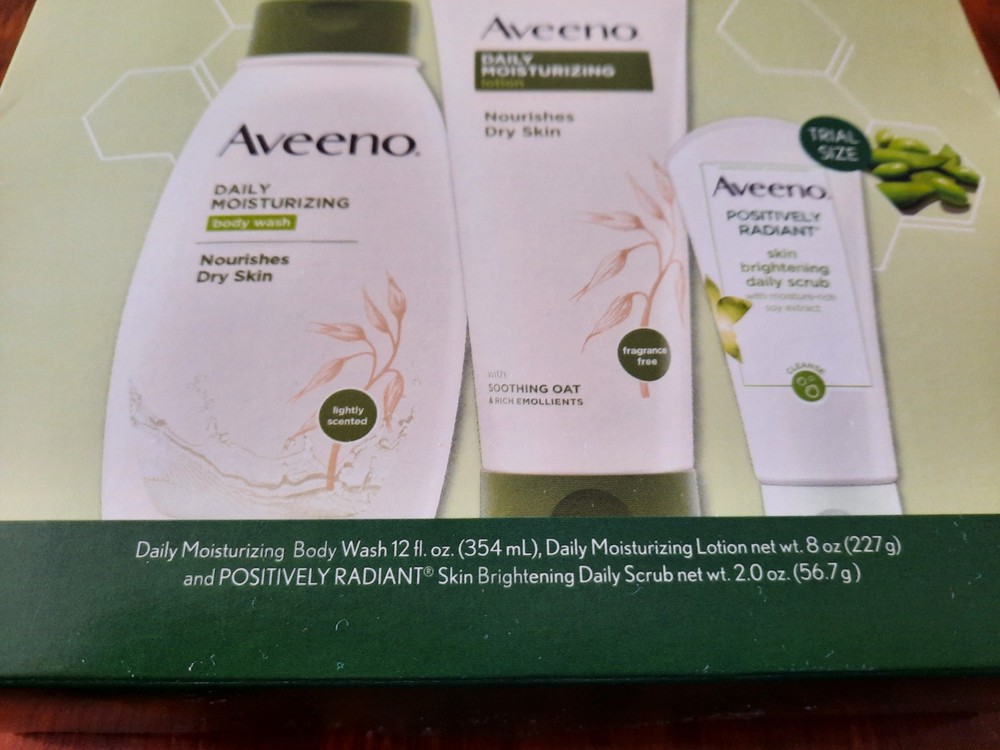 Aveeno.
DAILY
MOISTURIZING
body wash
Nourishes
Dry Skin
lightly
scented
Aveeno
DAILY
MOISTURIZING
lotion
Nourishes
Dry Skin
fragrance
free
with
SOOTHING OAT
& RICH EMOLLIENTS
TRIAL
SIZE
Aveeno.
POSITIVELY
RADIANT®
skin
brightening
daily scrub
with moisture-rich
soy extract
CLEANSE
Daily Moisturizing Body Wash 12 fl. oz. (354 mL), Daily Moisturizing Lotion net wt. 8 oz (227 g)
and POSITIVELY RADIANT® Skin Brightening Daily Scrub net wt. 2.0 oz. (56.7 g)